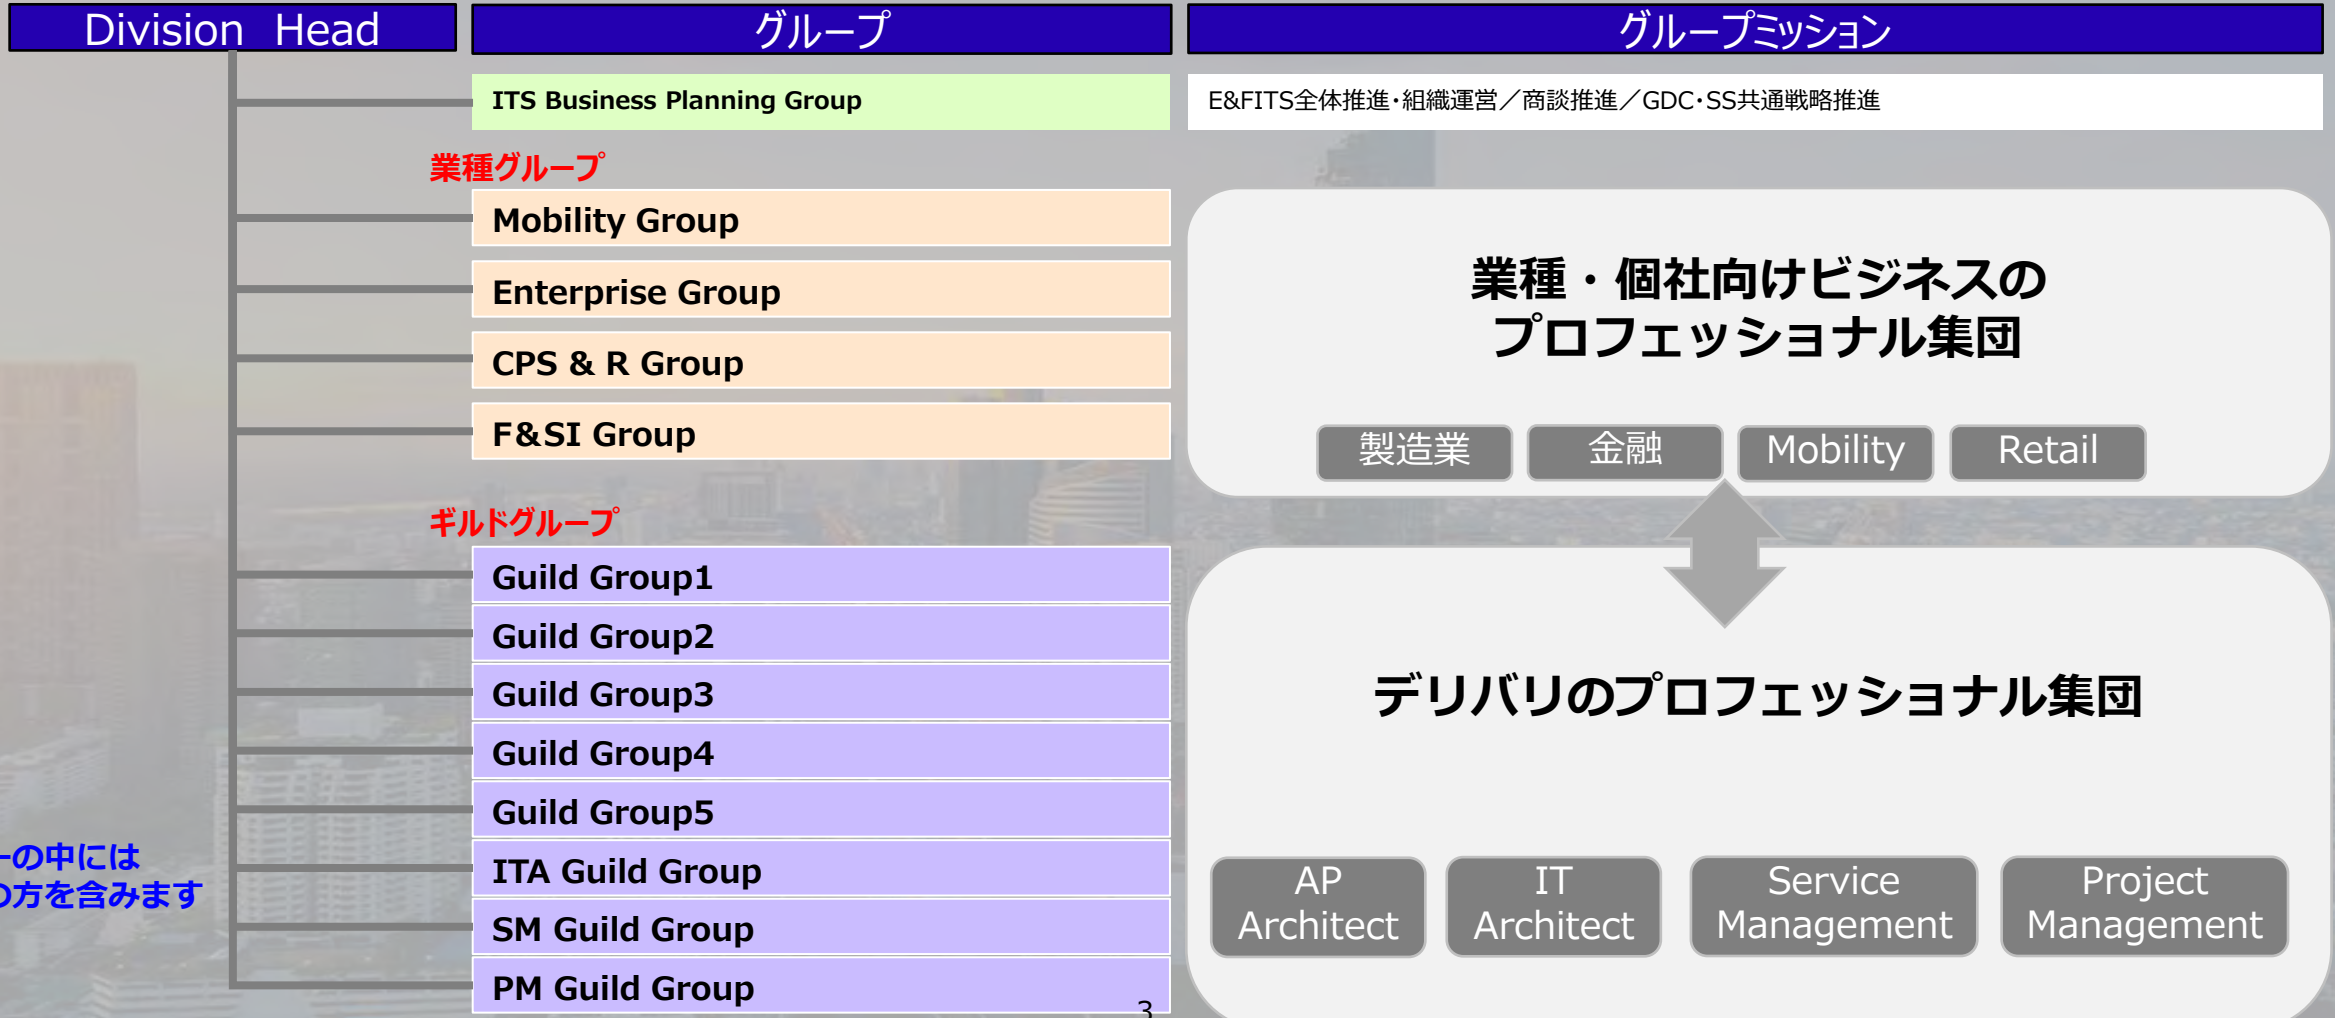 Division Head
グループ
グループミッション
ITS Business Planning Group
E&FITS全体推進・組織運営／商談推進／GDC・SS共通戦略推進
業種グループ
Mobility Group
Enterprise Group
CPS & R Group
F&SI Group
業種・個社向けビジネスの
プロフェッショナル集団
製造業
金融
Mobility
Retail
ギルドグループ
Guild Group1
Guild Group2
Guild Group3
Guild Group4
Guild Group5
ITA Guild Group
SM Guild Group
PM Guild Group
デリバリのプロフェッショナル集団
AP
Architect
IT
Architect
Service
Management
Project
Management
ーの中には
の方を含みます
3